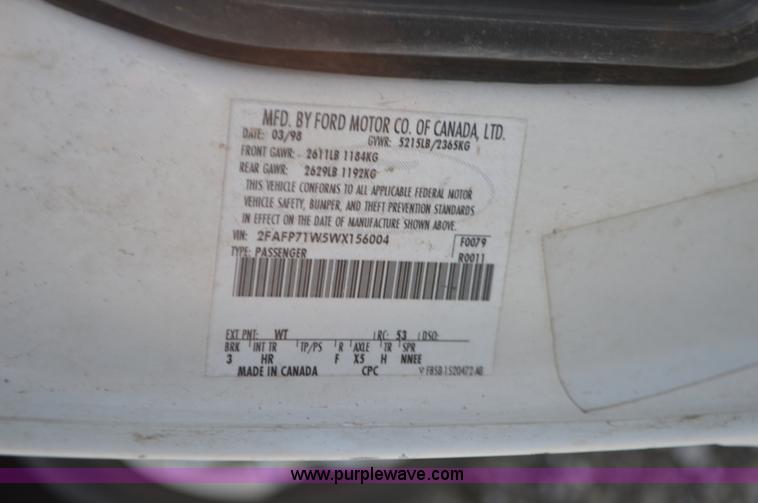 MFD. BY FORD MOTOR CO. OF CANADA, LTD.
DATE: 03/98 GVWR: 5215LB/2365KG
FRONT GAWR: 2611LB 1184KG
REAR GAWR: 2629LB 1192KG
THIS VEHICLE CONFORMS TO ALL APPLICABLE FEDERAL MOTOR
VEHICLE SAFETY, BUMPER, AND THEFT PREVENTION STANDARDS
IN EFFECT ON THE DATE OF MANUFACTURE SHOWN ABOVE.
VIN: 2FAFP71W5WX156004 F0079
TYPE: PASSENGER R0011
EXT PNT: WT RC: 53 DSO:
BRK INT TR TP/PS R AXLE TR SPR
3 HR F X5 H NNEE
MADE IN CANADA CPC F85B-1520472-AB
www.purplewave.com